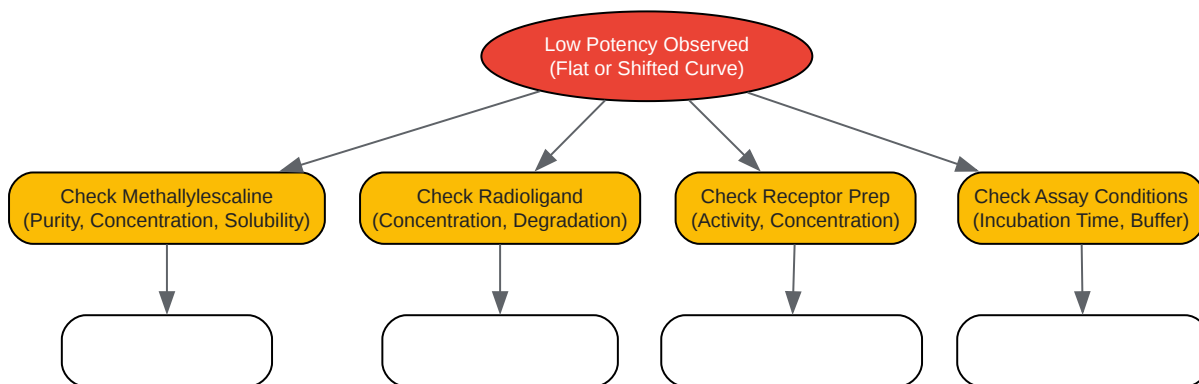 Low Potency Observed
(Flat or Shifted Curve)
Check Methallylescaline
(Purity, Concentration, Solubility)
Check Radioligand
(Concentration, Degradation)
Check Receptor Prep
(Activity, Concentration)
Check Assay Conditions
(Incubation Time, Buffer)